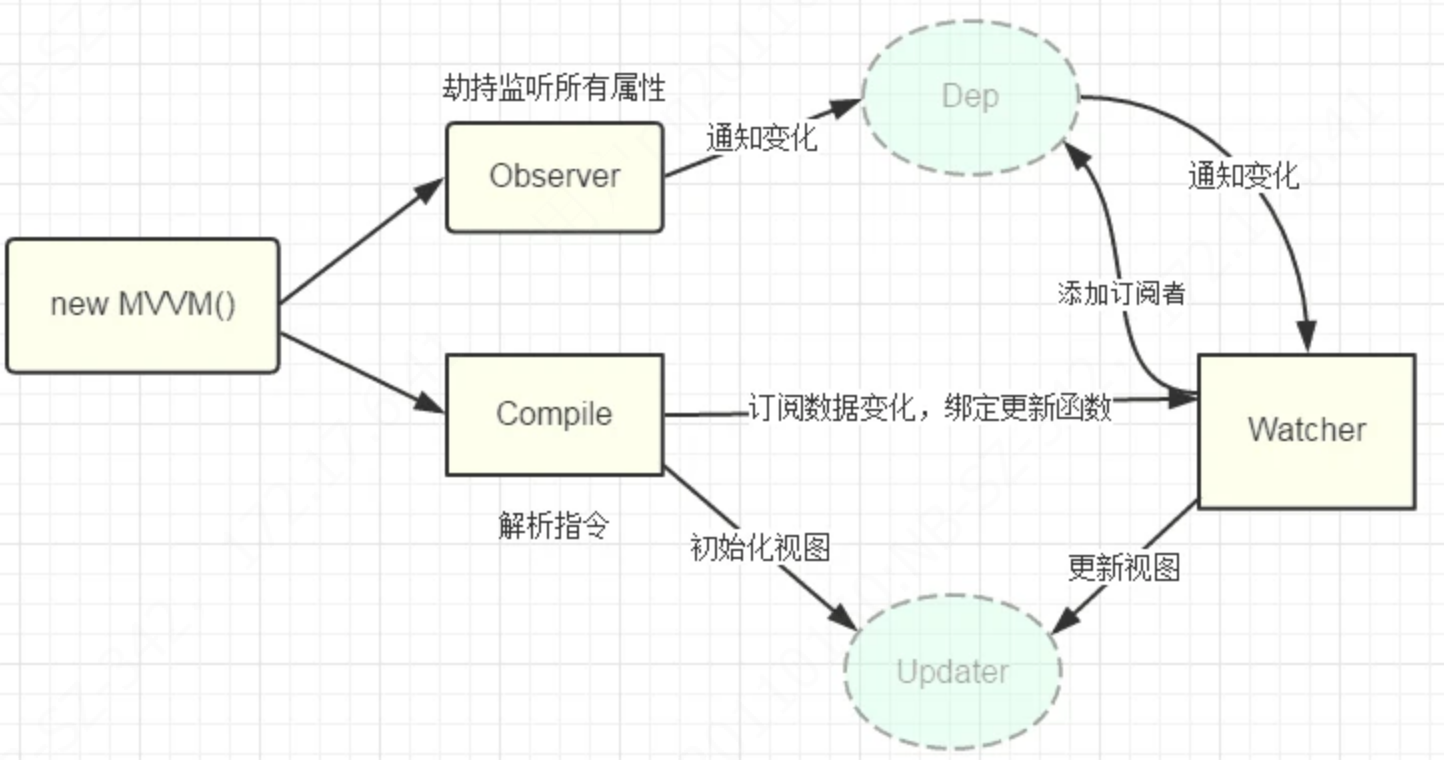 劫持监听所有属性
Dep
通知变化
Observer
通知变化
new MVVM()
添加订阅者
Compile
订阅数据变化，绑定更新函数
Watcher
解析指令
初始化视图
更新视图
Updater